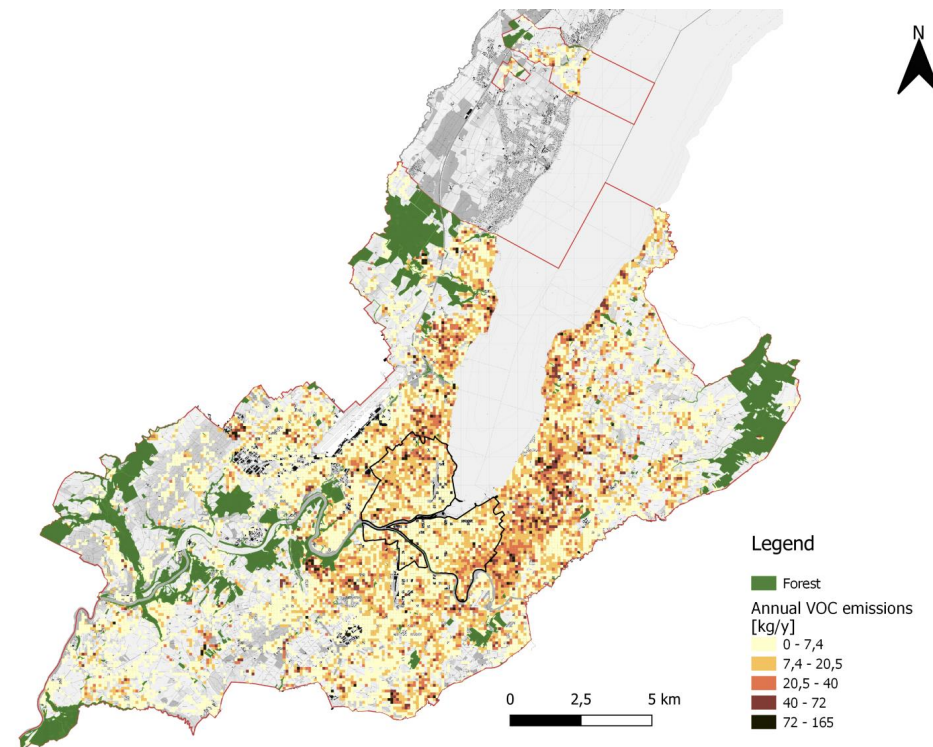 N
Legend
Forest
Annual VOC emissions
[kg/y]
0 - 7,4
7,4 - 20,5
20,5 - 40
40 - 72
72 - 165
0 2,5 5 km